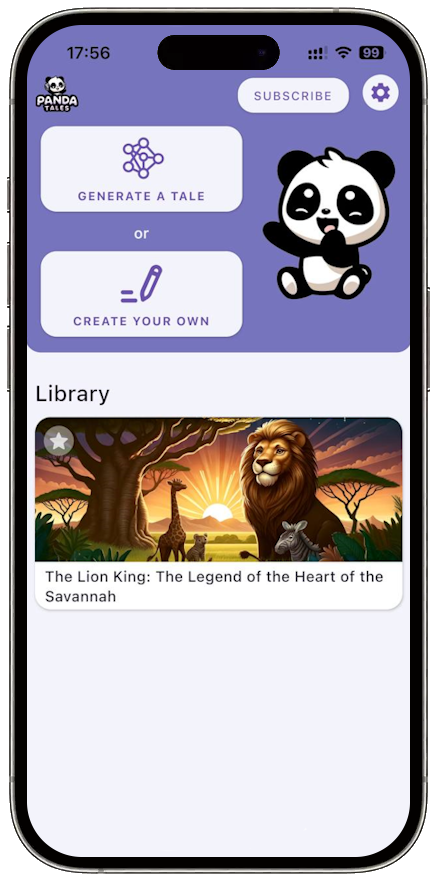 17:56
99
PANDA
TALES
SUBSCRIBE
GENERATE A TALE
or
CREATE YOUR OWN
Library
The Lion King: The Legend of the Heart of the
Savannah